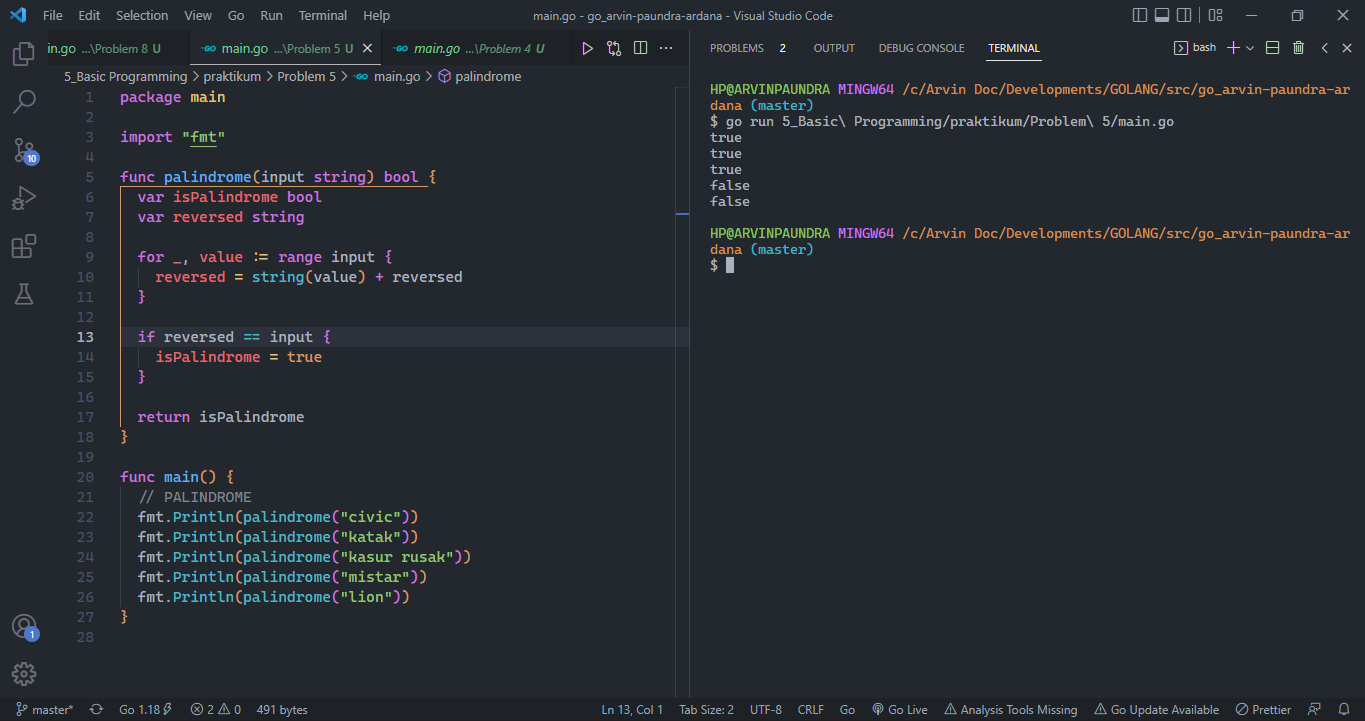 File Edit Selection View Go Run Terminal Help main.go - go_arvin-paundra-ardana - Visual Studio Code
in.go ...\Problem 8 U main.go ...\Problem 5 U main.go ...\Problem 4 U
5_Basic Programming > praktikum > Problem 5 > main.go > palindrome
1 package main
2
3 import "fmt"
4
5 func palindrome(input string) bool {
6 var isPalindrome bool
7 var reversed string
8
9 for _, value := range input {
10 reversed = string(value) + reversed
11 }
12
13 if reversed == input {
14 isPalindrome = true
15 }
16
17 return isPalindrome
18 }
19
20 func main() {
21 // PALINDROME
22 fmt.Println(palindrome("civic"))
23 fmt.Println(palindrome("katak"))
24 fmt.Println(palindrome("kasur rusak"))
25 fmt.Println(palindrome("mistar"))
26 fmt.Println(palindrome("lion"))
27 }
28
10
1
PROBLEMS 2 OUTPUT DEBUG CONSOLE TERMINAL bash
HP@ARVINPAUNDRA MINGW64 /c/Arvin Doc/Developments/GOLANG/src/go_arvin-paundra-ar
dana (master)
$ go run 5_Basic\ Programming/praktikum/Problem\ 5/main.go
true
true
true
false
false
HP@ARVINPAUNDRA MINGW64 /c/Arvin Doc/Developments/GOLANG/src/go_arvin-paundra-ar
dana (master)
$
master* Go 1.18 2 0 491 bytes Ln 13, Col 1 Tab Size: 2 UTF-8 CRLF Go Go Live Analysis Tools Missing Go Update Available Prettier